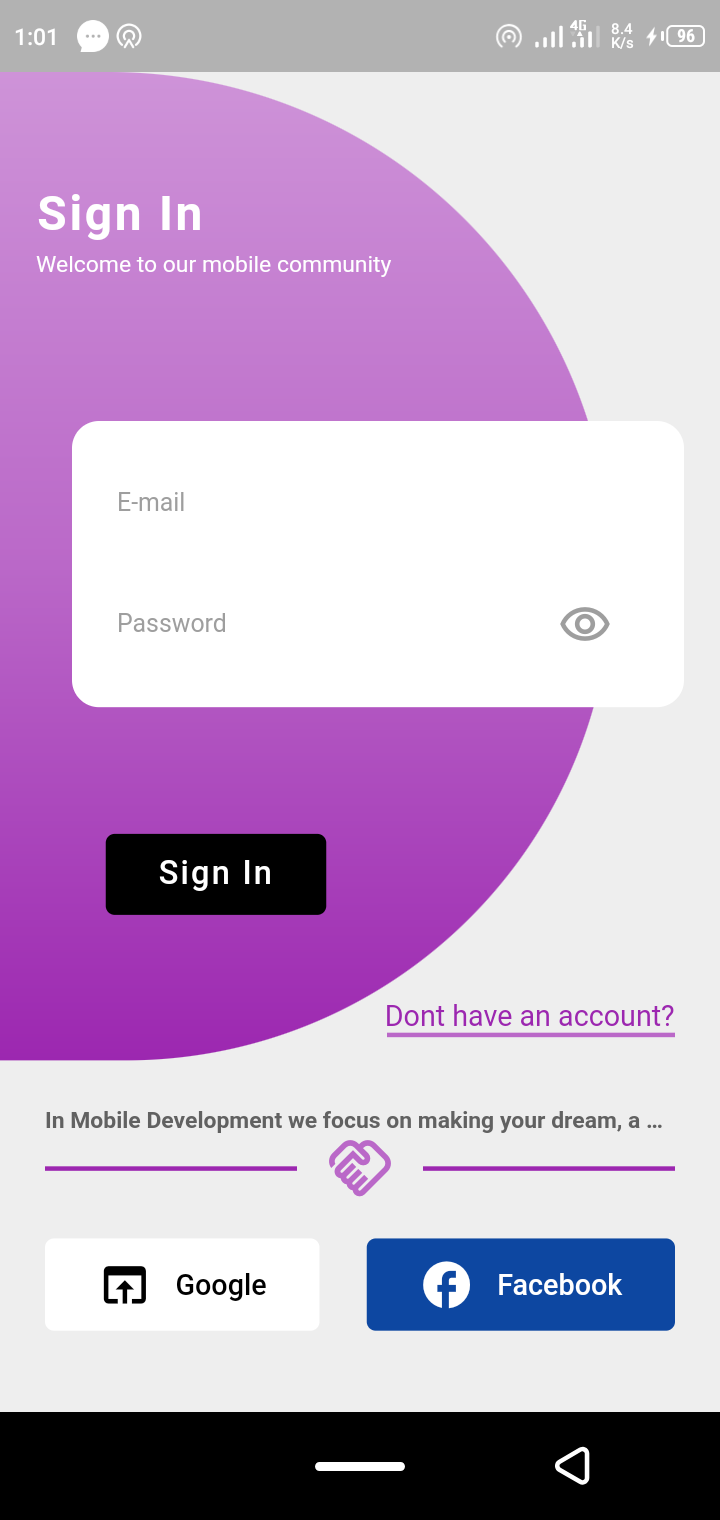 1:01
4G
8.4
K/s
96
Sign In
Welcome to our mobile community
E-mail
Password
Sign In
Dont have an account?
In Mobile Development we focus on making your dream, a ...
Google
Facebook